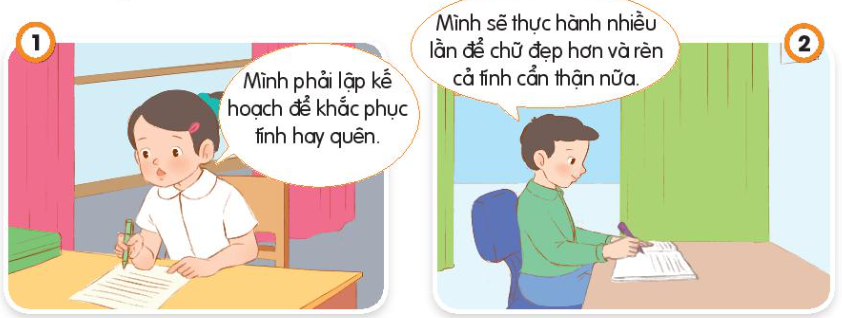 1
Mình phải lập kế
hoạch để khắc phục
tính hay quên.
2
Mình sẽ thực hành nhiều
lần để chữ đẹp hơn và rèn
cả tính cẩn thận nữa.